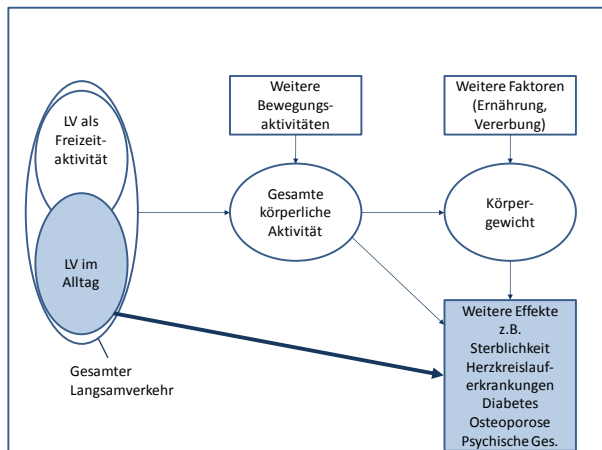 LV als
Freizeit-
aktivität
LV im
Alltag
Gesamter
Langsamverkehr
Weitere
Bewegungs-
aktivitäten
Gesamte
körperliche
Aktivität
Weitere Faktoren
(Ernährung,
Vererbung)
Körper-
gewicht
Weitere Effekte
z.B.
Sterblichkeit
Herzkreislauf-
erkrankungen
Diabetes
Osteoporose
Psychische Ges.